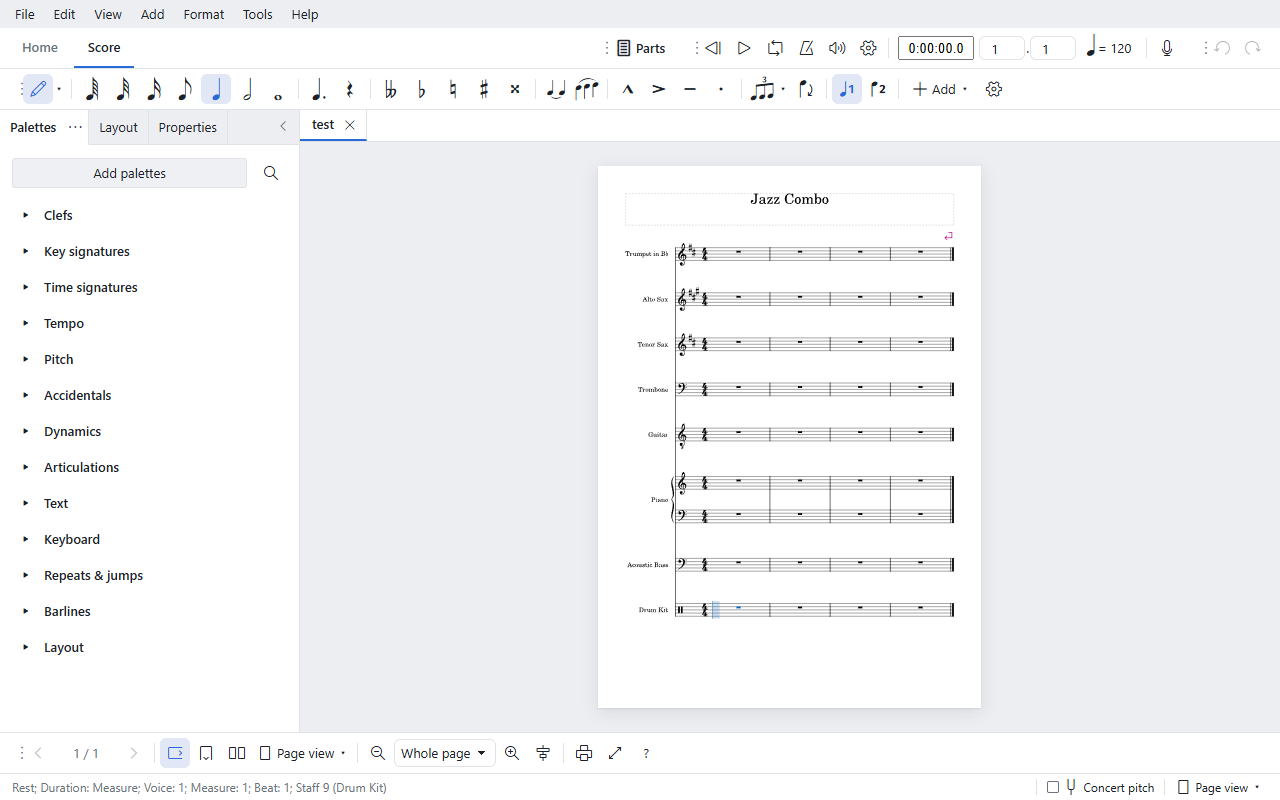 File Edit View Add Format Tools Help
Home Score Parts 0:00:00.0 1 . 1 = 120
3 1 2 Add
Palettes Layout Properties test
Add palettes
Jazz Combo
Clefs
Key signatures
Time signatures
Tempo
Pitch
Accidentals
Dynamics
Articulations
Text
Keyboard
Repeats & jumps
Barlines
Layout
Trumpet in B♭
Alto Sax
Tenor Sax
Trombone
Guitar
Piano
Acoustic Bass
Drum Kit
1 / 1 Page view Whole page ?
Rest; Duration: Measure; Voice: 1; Measure: 1; Beat: 1; Staff 9 (Drum Kit) Concert pitch Page view